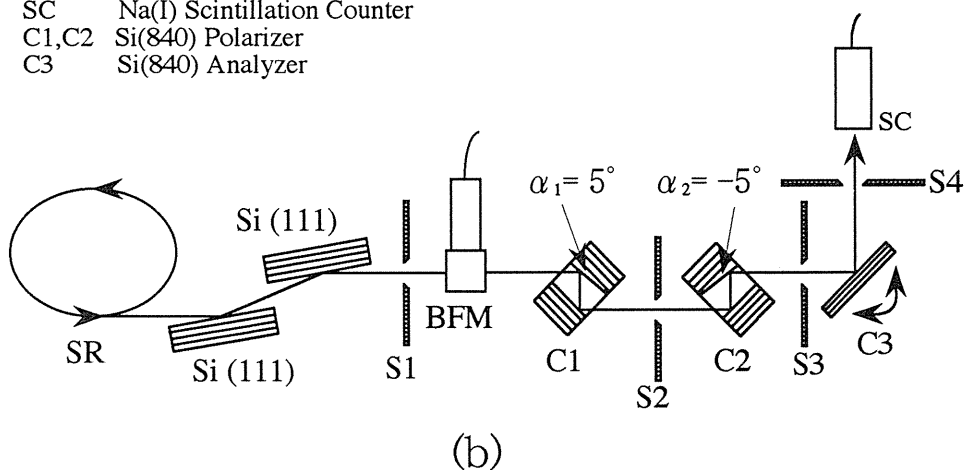 SC Na(I) Scintillation Counter
C1,C2 Si(840) Polarizer
C3 Si(840) Analyzer
SC
α₁= 5°
α₂= −5°
S4
Si (111)
BFM
SR
Si (111)
S1
C1
S2
C2
S3
C3
(b)